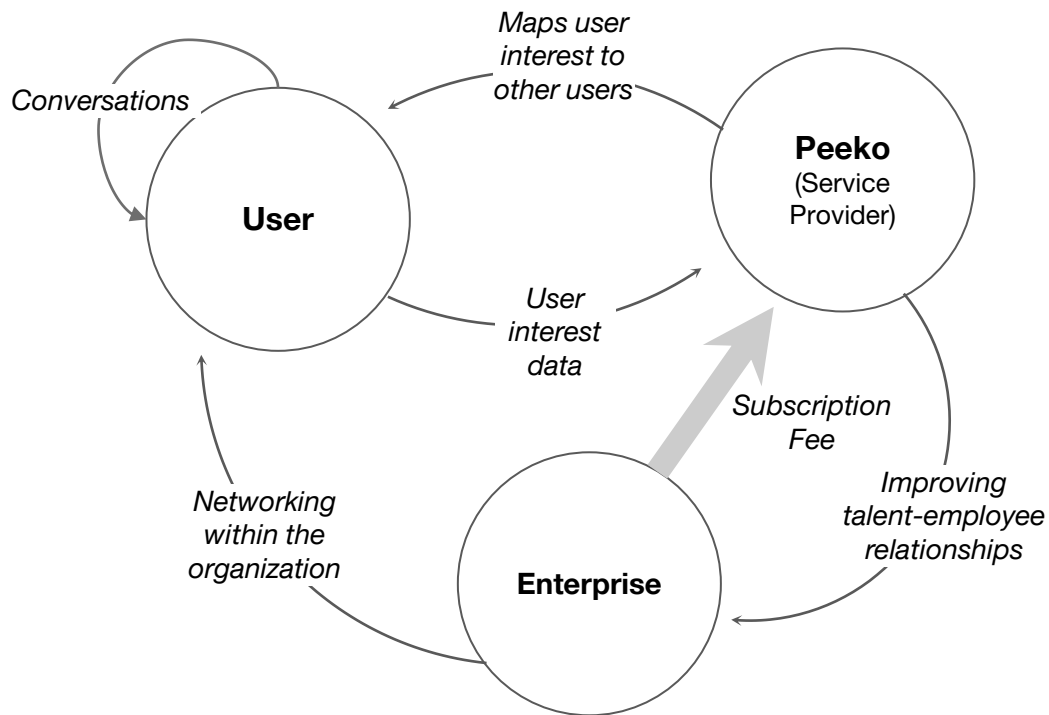 Maps user
interest to
other users
Conversations
Peeko
(Service
Provider)
User
User
interest
data
Subscription
Fee
Improving
talent-employee
relationships
Networking
within the
organization
Enterprise